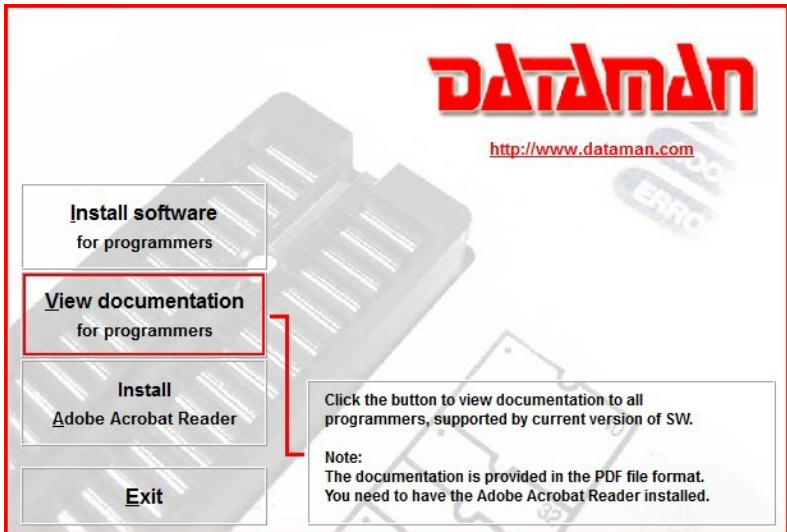 DATAMAN
http://www.dataman.com
Install software
for programmers
View documentation
for programmers
Install
Adobe Acrobat Reader
Exit
Click the button to view documentation to all
programmers, supported by current version of SW.
Note:
The documentation is provided in the PDF file format.
You need to have the Adobe Acrobat Reader installed.
ERRO
32